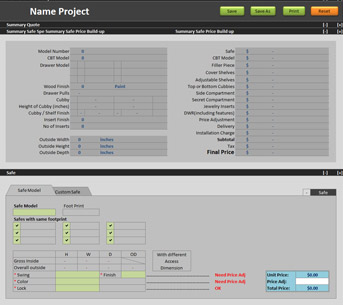 Name Project
Save
Save As
Print
Reset
Summary Quote [-] [+]
Summary Safe Spe Summary Safe Price Build-up Summary Safe Price Build-up [-] [+]
Model Number 0
CBT Model 0
Drawer Model
Wood Finish 0 Paint
Drawer Pulls - - -
Cubby - - -
Height of Cubby (inches) - - -
Cubby / Shelf Finish - - -
Insert Finish 0
No of Inserts 0
Outside Width 0 Inches
Outside Height 0 Inches
Outside Depth 0 Inches
Safe $ -
CBT Model $ -
Filler Piece $ -
Cover Shelves $ -
Adjustable Shelves $ -
Top or Bottom Cubbies $ -
Side Compartment $ -
Secret Compartment $ -
Jewelry Inserts $ -
DWR(including features) $ -
Price Adjustment $ -
Delivery $ -
Installation Charge $ -
Subtotal $ -
Tax $ -
Final Price $ -
Safe [-] [+]
Safe Model
Custom Safe
- Safe
Safe Model Foot Print
Safes with same footprint
H W D OD
Gross Inside
Overall outside
With different
Access
Dimension
* Swing * Finish Need Price Adj
* Color Need Price Adj
* Lock OR
Unit Price: $0.00
Price Adj:
Total Price: $0.00